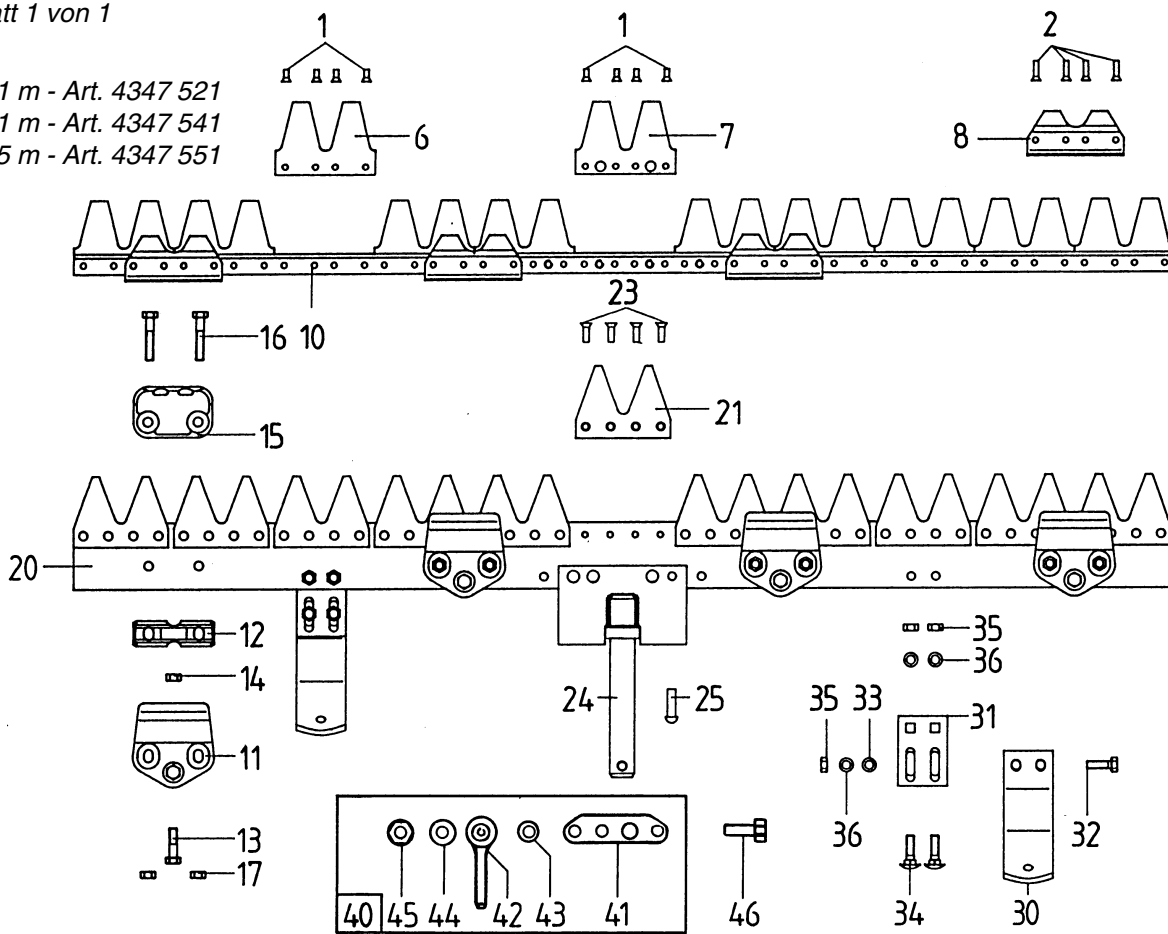 att 1 von 1
1 1 2
1 m - Art. 4347 521
1 m - Art. 4347 541
5 m - Art. 4347 551
6 7 8
16 10 23
15 21
20
12 35
14 36
24 25 35 33 31
11
36 32
13
17
40 45 44 42 43 41 46 34 30